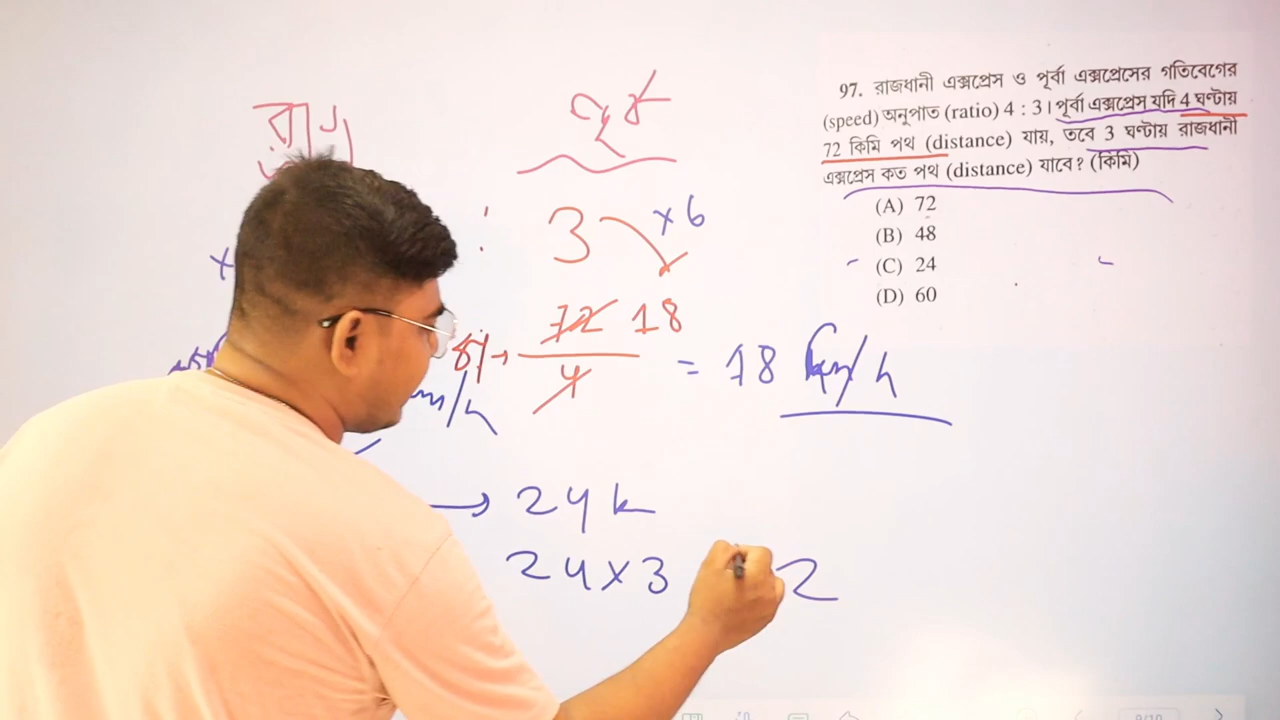 97. রাজধানী এক্সপ্রেস ও পূর্বা এক্সপ্রেসের গতিবেগের
(speed) অনুপাত (ratio) 4 : 3। পূর্বা এক্সপ্রেস যদি 4 ঘণ্টায়
72 কিমি পথ (distance) যায়, তবে 3 ঘণ্টায় রাজধানী
এক্সপ্রেস কত পথ (distance) যাবে? (কিমি)
(A) 72
(B) 48
(C) 24
(D) 60
: 3 ×6
72 18
4
= 18 km/h
→ 24 k
24 × 3 2